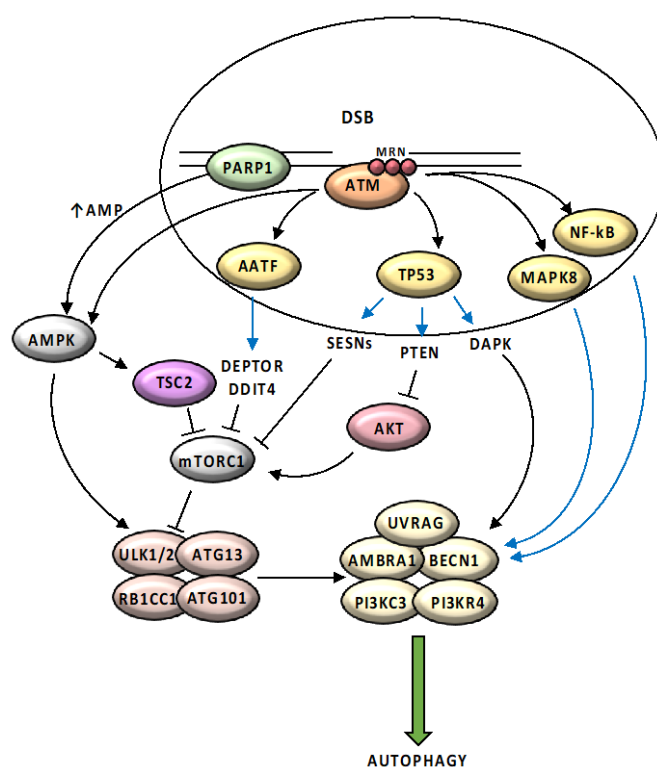 DSB
MRN
PARP1
ATM
↑AMP
NF-kB
AATF
TP53
MAPK8
AMPK
SESNs
PTEN
DAPK
DEPTOR
DDIT4
TSC2
AKT
mTORC1
UVRAG
ULK1/2
ATG13
AMBRA1
BECN1
RB1CC1
ATG101
PI3KC3
PI3KR4
AUTOPHAGY